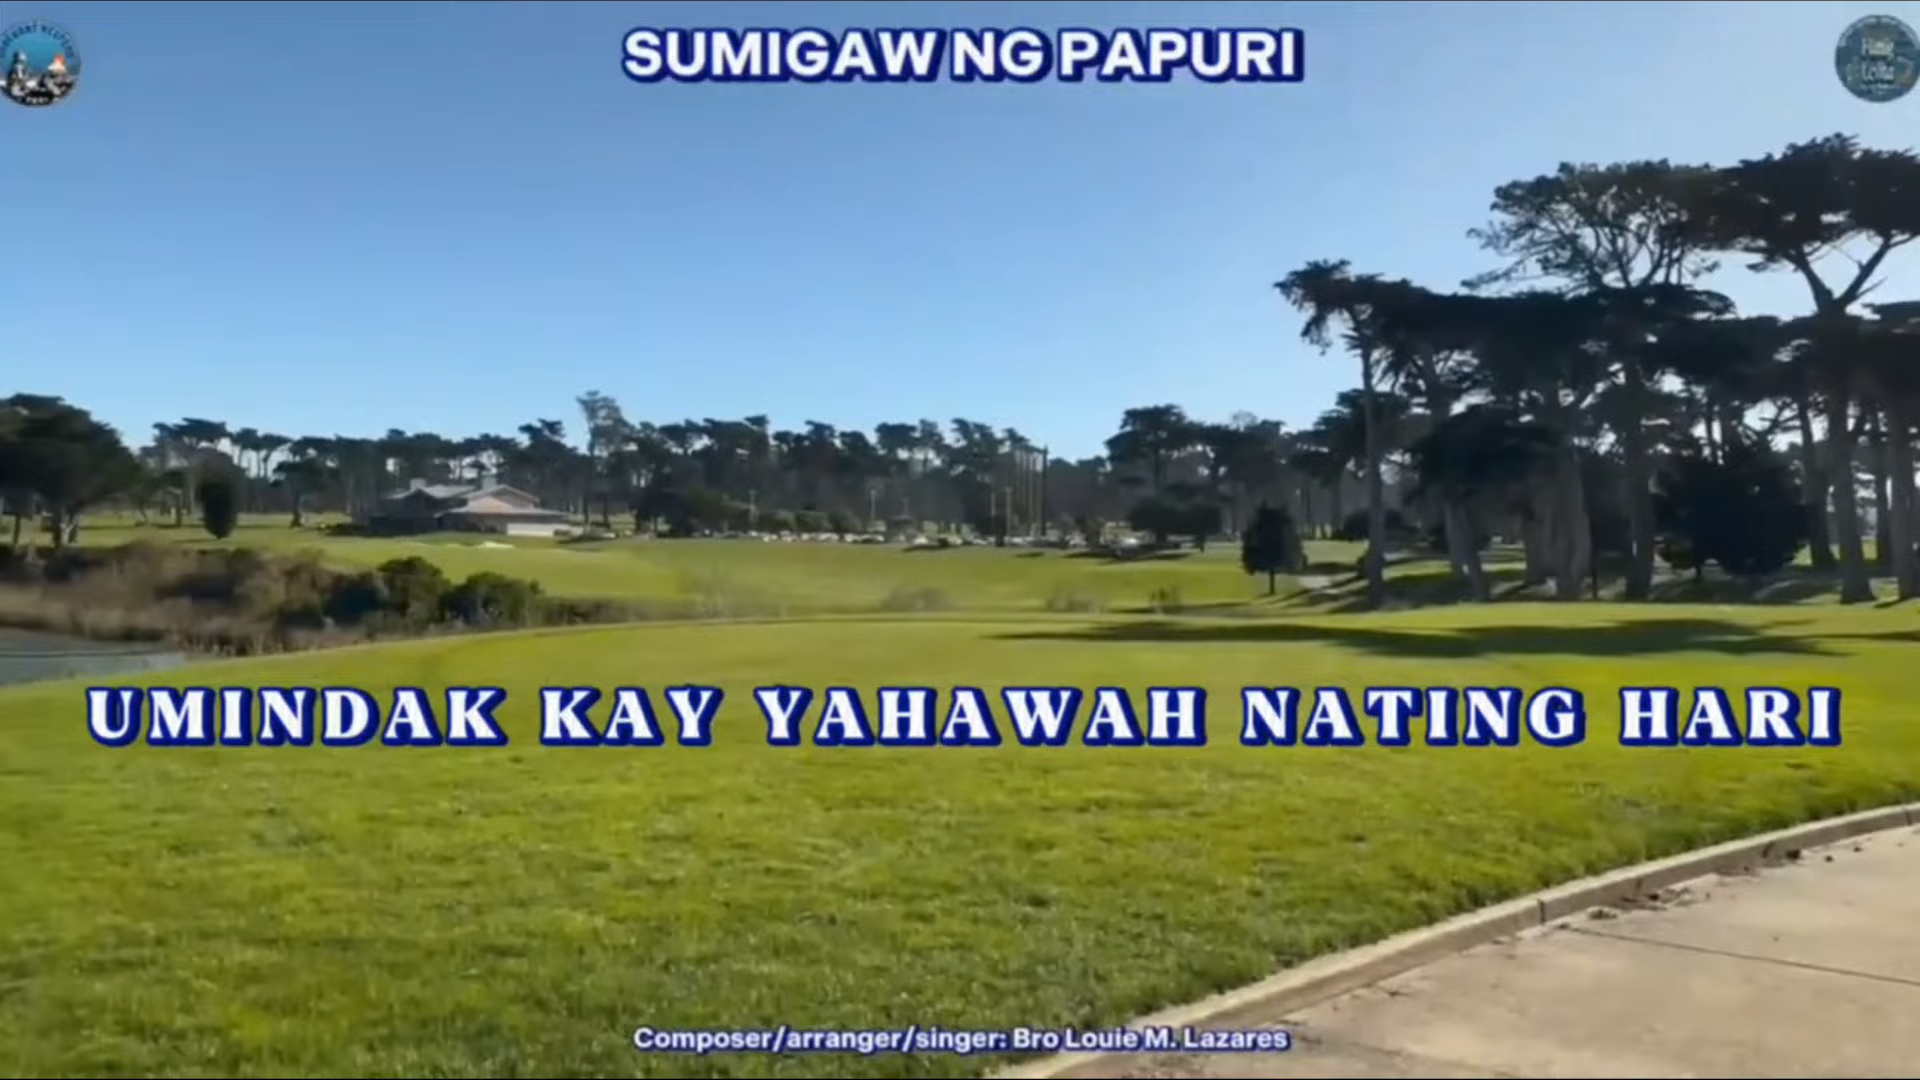 SUMIGAW NG PAPURI
UMINDAK KAY YAHAWAH NATING HARI
Composer/arranger/singer: Bro Louie M. Lazares